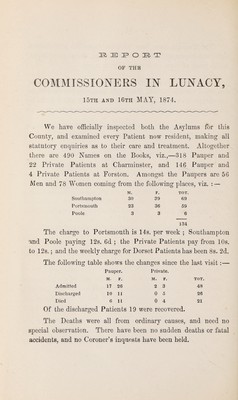 REPORT
OF THE
COMMISSIONERS IN LUNACY,
15TH AND 16TH MAY, 1874.
We have officially inspected both the Asylums for this
County, and examined every Patient now resident, making all
statutory enquiries as to their care and treatment. Altogether
there are 490 Names on the Books, viz.,—318 Pauper and
22 Private Patients at Charminster, and 146 Pauper and
4 Private Patients at Forston. Amongst the Paupers are 56
Men and 78 Women coming from the following places, viz. :—
M. F. TOT.
Southampton 30 39 69
Portsmouth 23 36 59
Poole 3 3 6
134
The charge to Portsmouth is 14s. per week ; Southampton
and Poole paying 12s. 6d ; the Private Patients pay from 10s.
to 12s. ; and the weekly charge for Dorset Patients has been 8s. 2d.
The following table shows the changes since the last visit :—
Pauper. Private.
M. F. M. F. TOT.
Admitted 17 26 2 3 48
Discharged 10 11 0 5 26
Died 6 11 0 4 21
Of the discharged Patients 19 were recovered.
The Deaths were all from ordinary causes, and need no
special observation. There have been no sudden deaths or fatal
accidents, and no Coroner's inquests have been held.